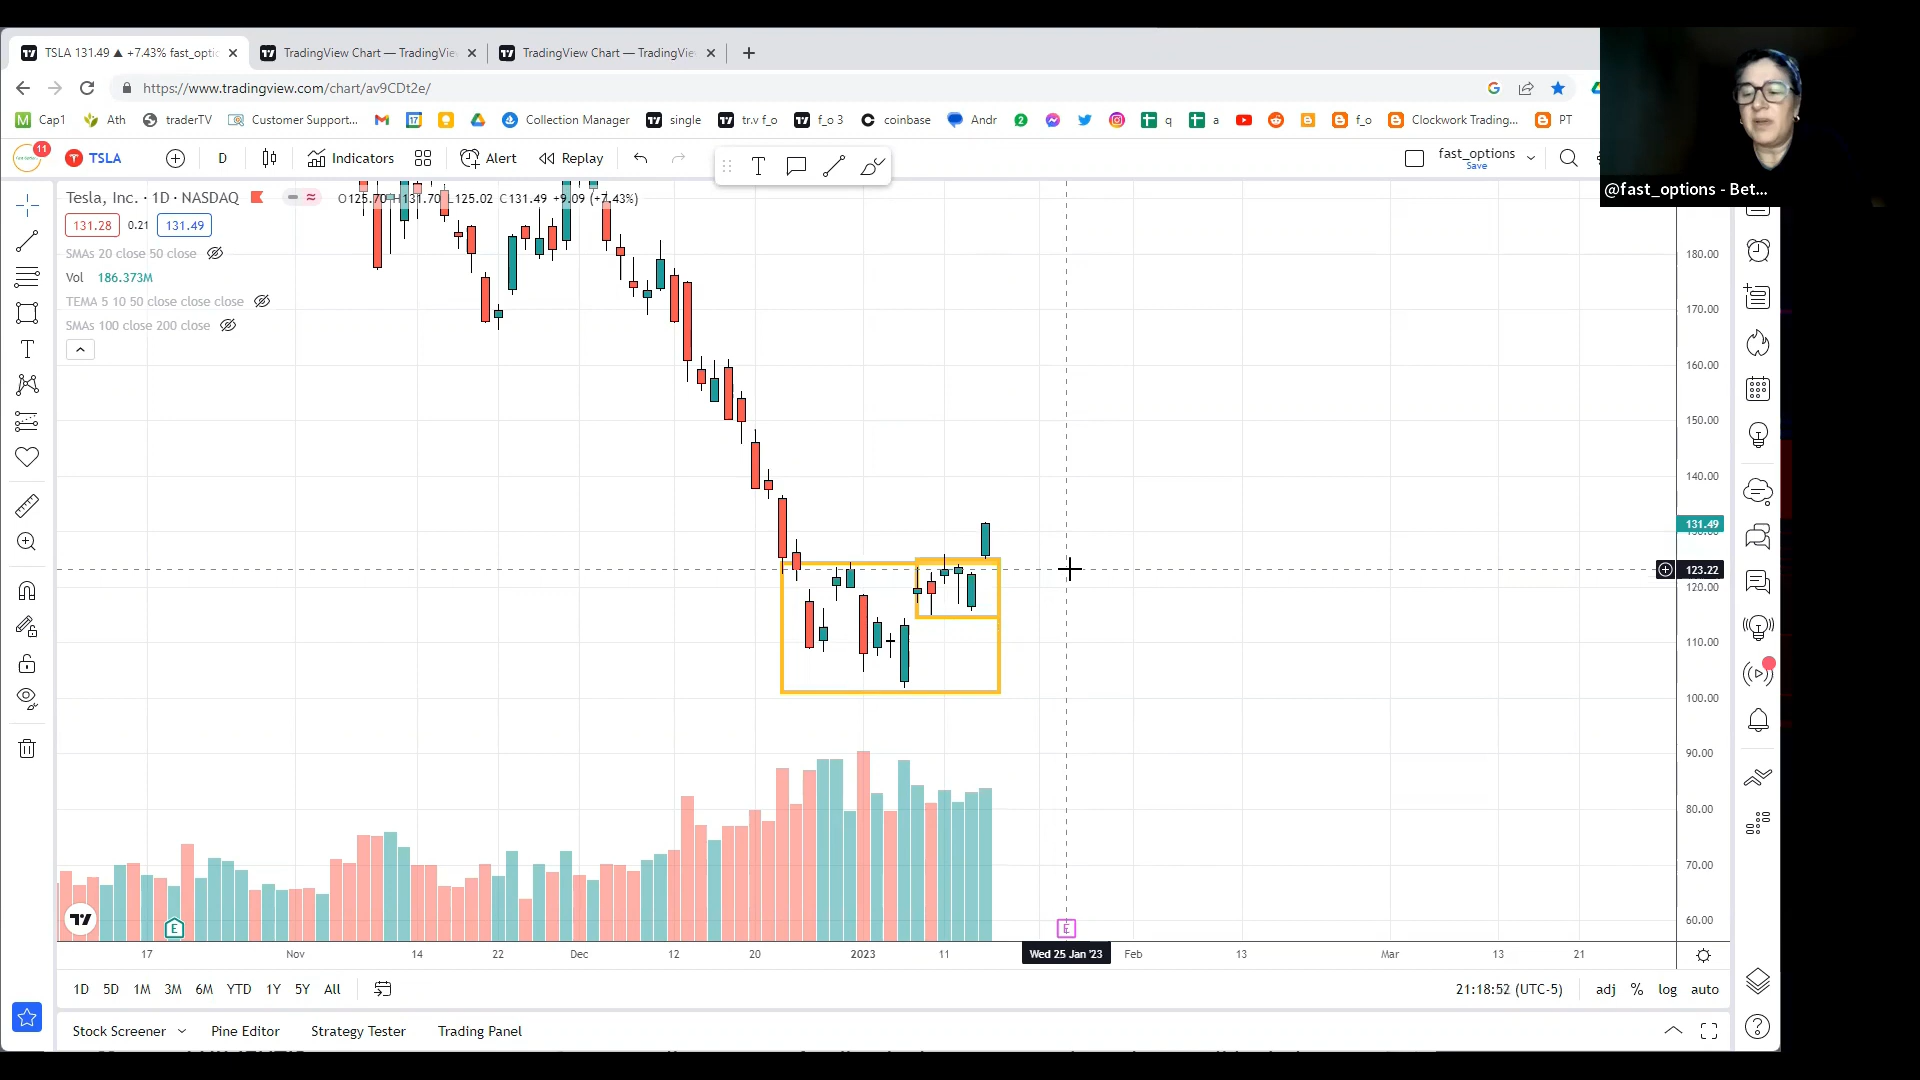 TSLA 131.49 ▲ +7.43% fast_optic
TradingView Chart — TradingVie
TradingView Chart — TradingVie
https://www.tradingview.com/chart/av9CDt2e/
Cap1 Ath traderTV Customer Support... Collection Manager single tr.v f_o f_o 3 coinbase Andr q a f_o Clockwork Trading... PT
11
TSLA D Indicators Alert Replay
fast_options
Save
@fast_options - Bet...
Tesla, Inc. · 1D · NASDAQ O125.70 H131.70 L125.02 C131.49 +9.09 (+7.43%)
131.28 0.21 131.49
SMAs 20 close 50 close
Vol 186.373M
TEMA 5 10 50 close close close
SMAs 100 close 200 close
180.00
170.00
160.00
150.00
140.00
131.49
130.00
123.22
120.00
110.00
100.00
90.00
80.00
70.00
60.00
E E
17 Nov 14 22 Dec 12 20 2023 11 Wed 25 Jan '23 Feb 13 Mar 13 21
1D 5D 1M 3M 6M YTD 1Y 5Y All 21:18:52 (UTC-5) adj % log auto
Stock Screener Pine Editor Strategy Tester Trading Panel